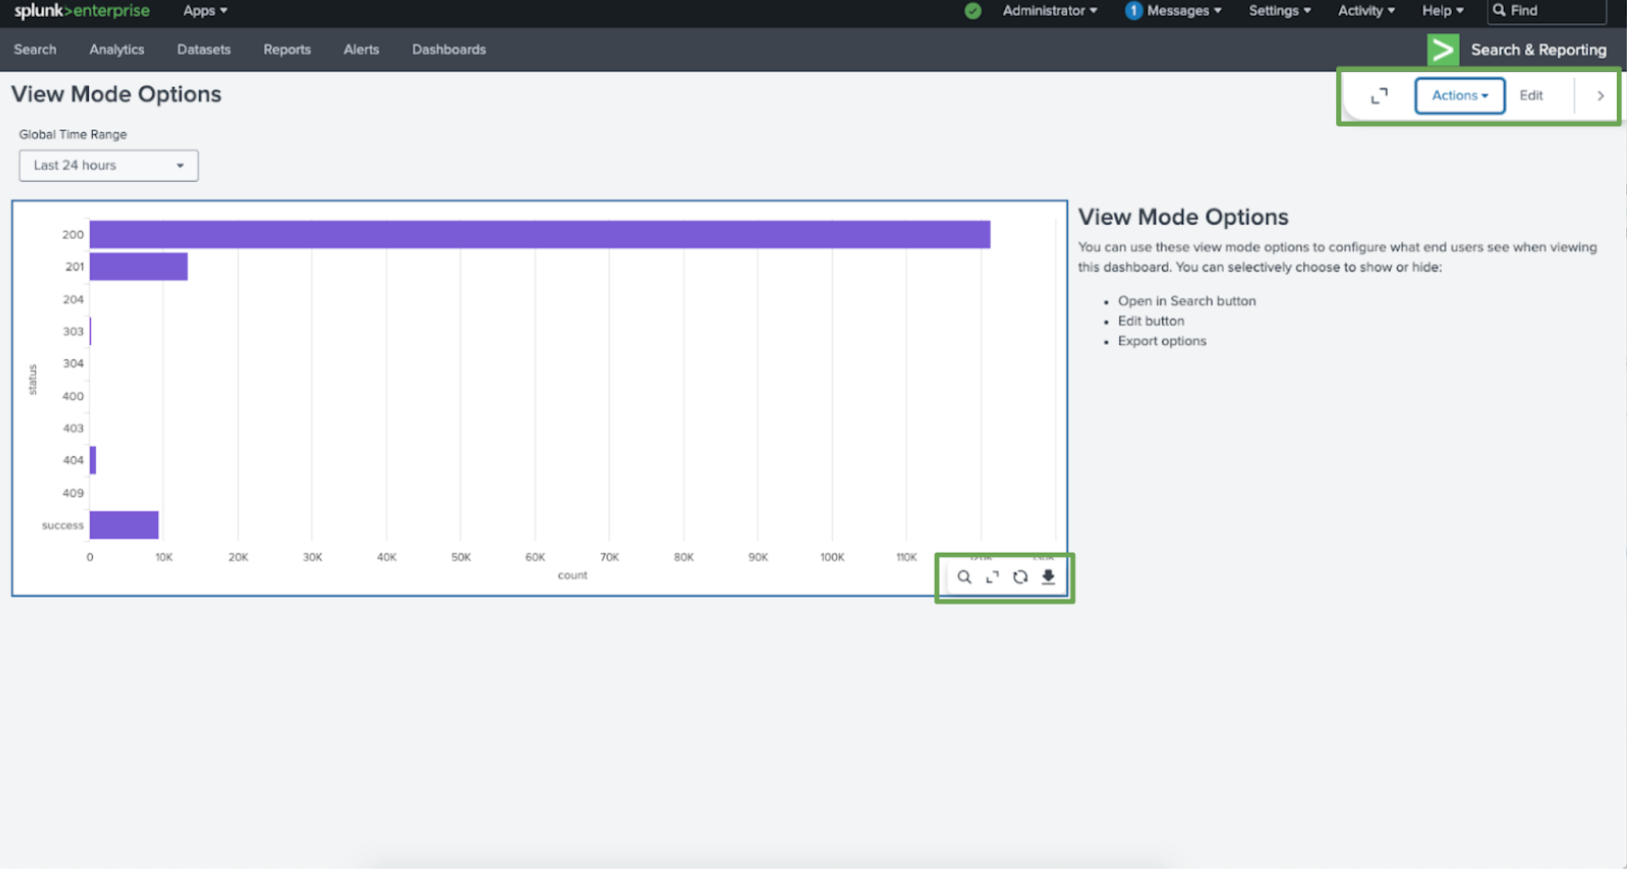 splunk>enterprise Apps Administrator 1 Messages Settings Activity Help Find
Search Analytics Datasets Reports Alerts Dashboards Search & Reporting
View Mode Options
Actions Edit
Global Time Range
Last 24 hours
200
201
204
303
304
400
403
404
409
success
status
0 10K 20K 30K 40K 50K 60K 70K 80K 90K 100K 110K
count
View Mode Options
You can use these view mode options to configure what end users see when viewing
this dashboard. You can selectively choose to show or hide:
• Open in Search button
• Edit button
• Export options